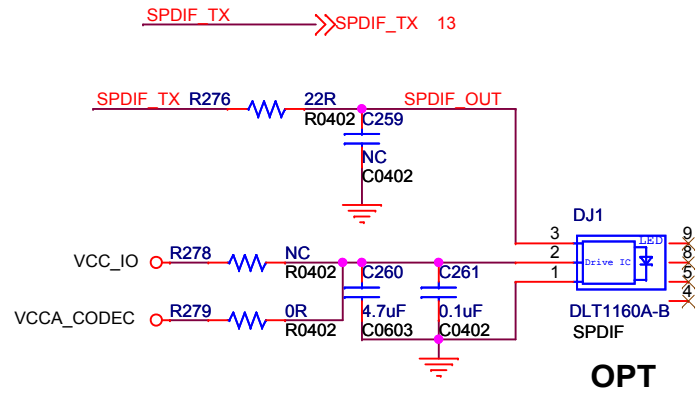 SPDIF_TX
SPDIF_TX 13
SPDIF_TX R276 22R SPDIF_OUT
R0402 C259
NC
C0402
DJ1
LED
3 9
2 8
Drive IC
1 5
4
VCC_IO R278 NC
R0402 C260 C261
VCCA_CODEC R279 0R 4.7uF 0.1uF DLT1160A-B
R0402 C0603 C0402 SPDIF
OPT